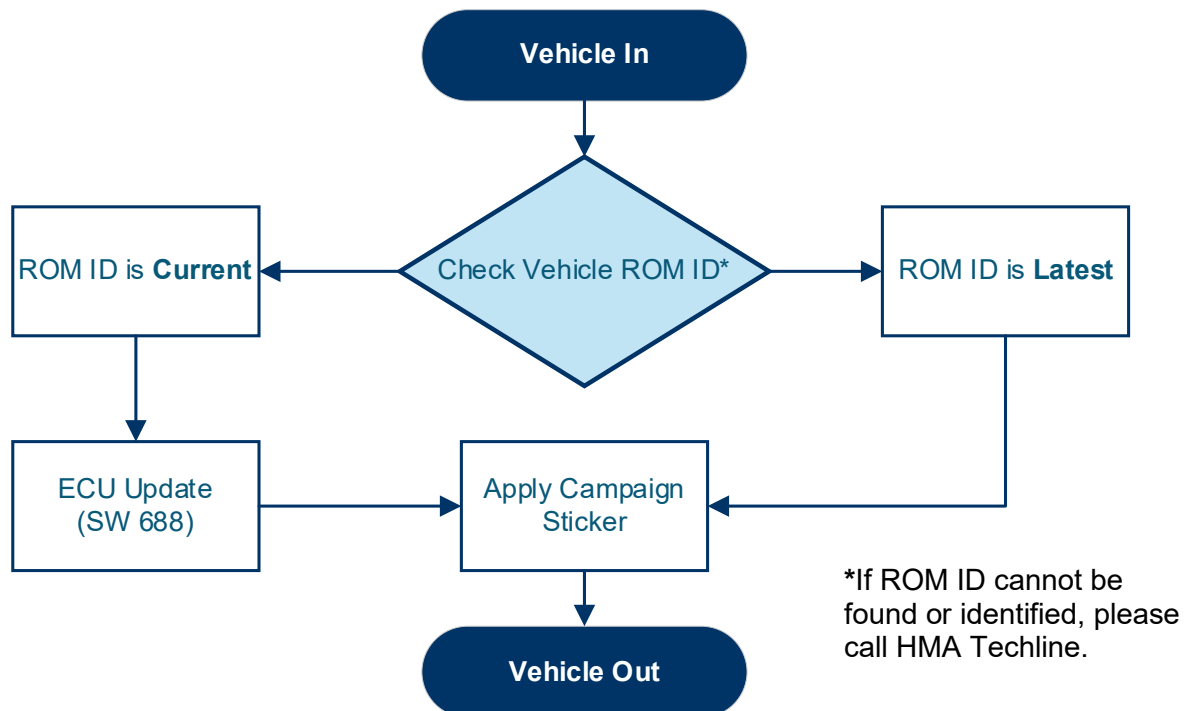 Vehicle In
ROM ID is Current
Check Vehicle ROM ID*
ROM ID is Latest
ECU Update
(SW 688)
Apply Campaign
Sticker
*If ROM ID cannot be
found or identified, please
call HMA Techline.
Vehicle Out